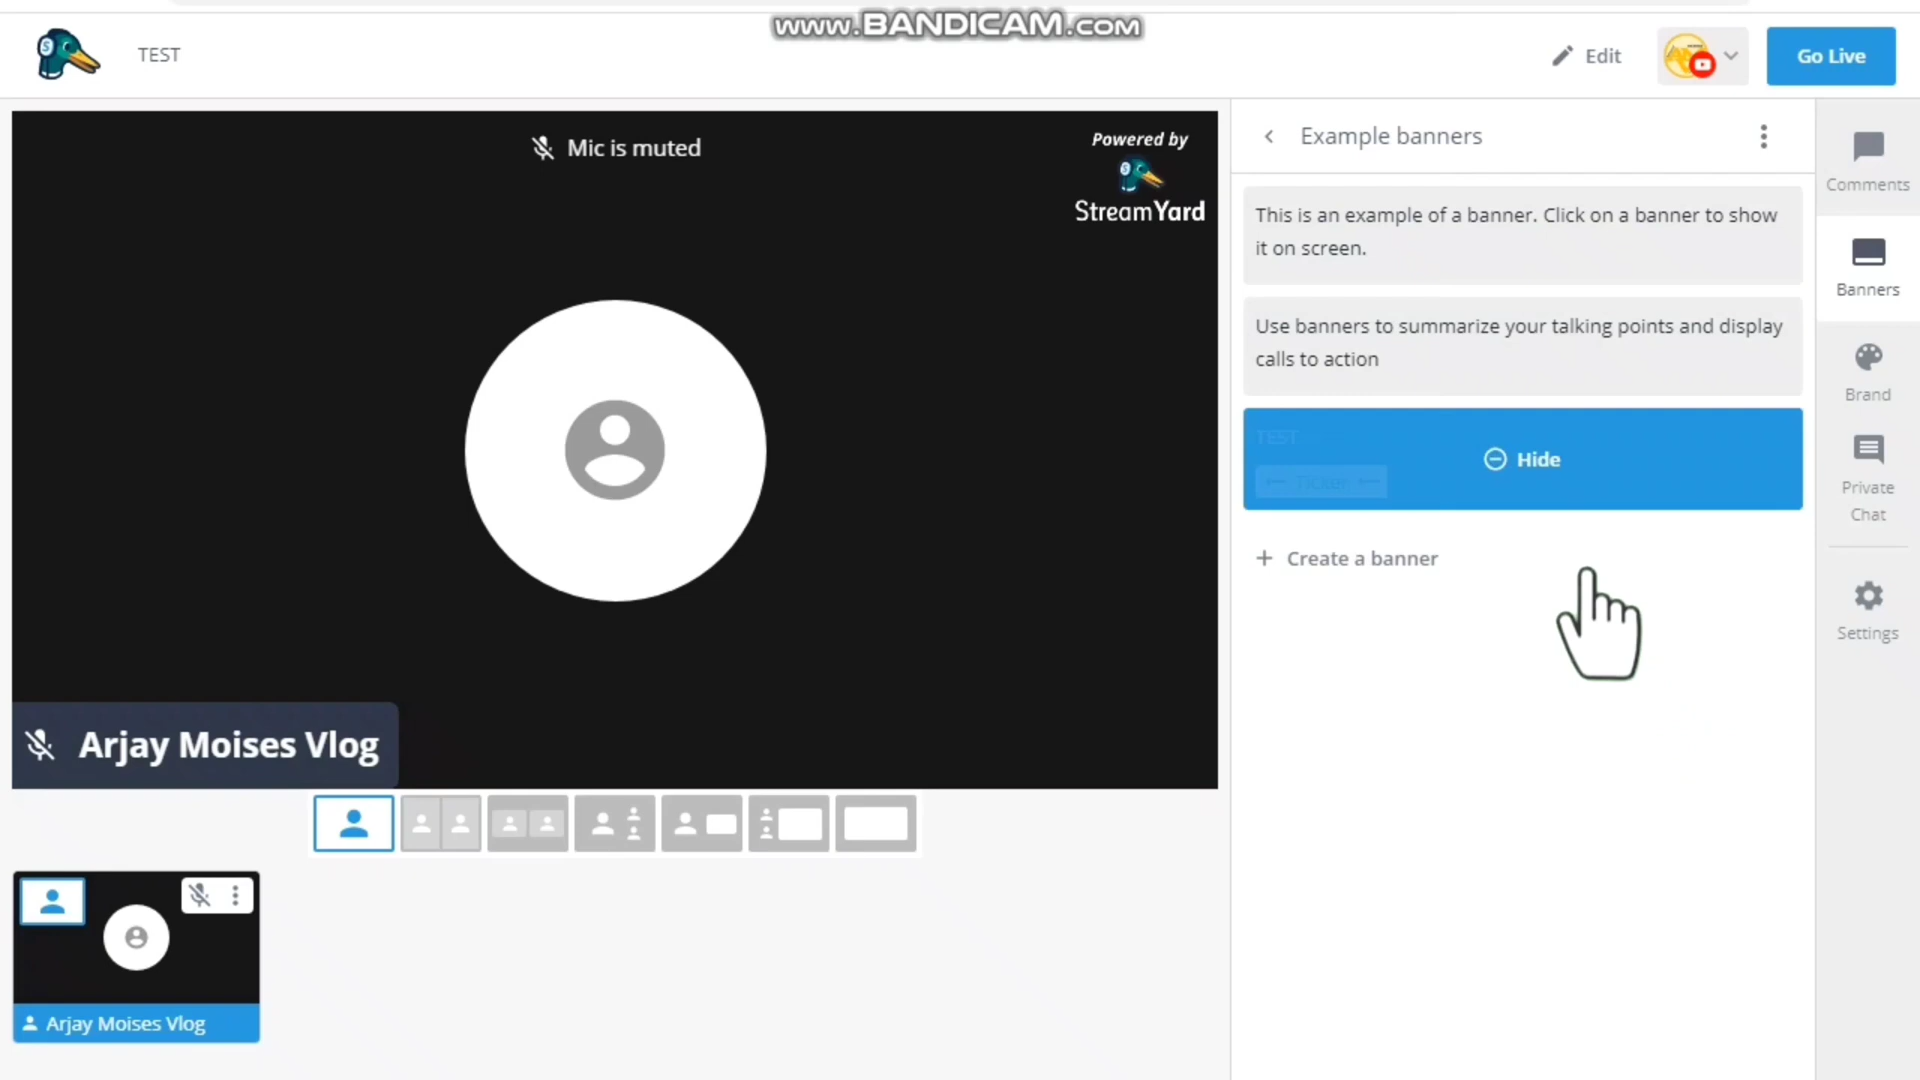 www.BANDICAM.com
TEST
Edit
Go Live
Mic is muted
Powered by
StreamYard
Arjay Moises Vlog
Arjay Moises Vlog
Example banners
This is an example of a banner. Click on a banner to show
it on screen.
Use banners to summarize your talking points and display
calls to action
TEST
Hide
Ticker
+ Create a banner
Comments
Banners
Brand
Private
Chat
Settings